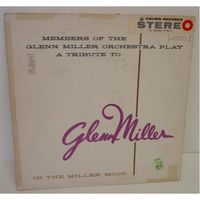 CROWN RECORDS
STEREO
MEMBERS OF THE
GLENN MILLER ORCHESTRA PLAY
A TRIBUTE TO
Glenn Miller
IN THE MILLER MOOD